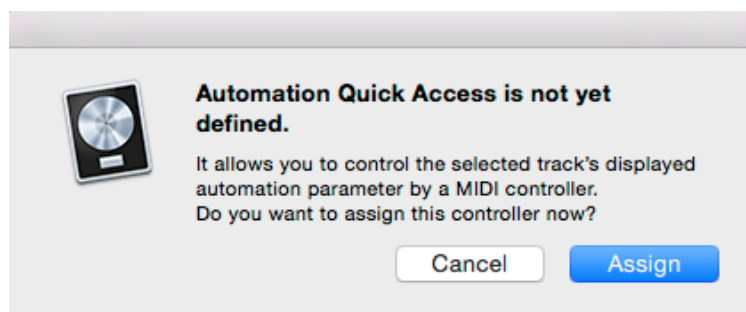 Automation Quick Access is not yet
defined.
It allows you to control the selected track's displayed
automation parameter by a MIDI controller.
Do you want to assign this controller now?
Cancel Assign